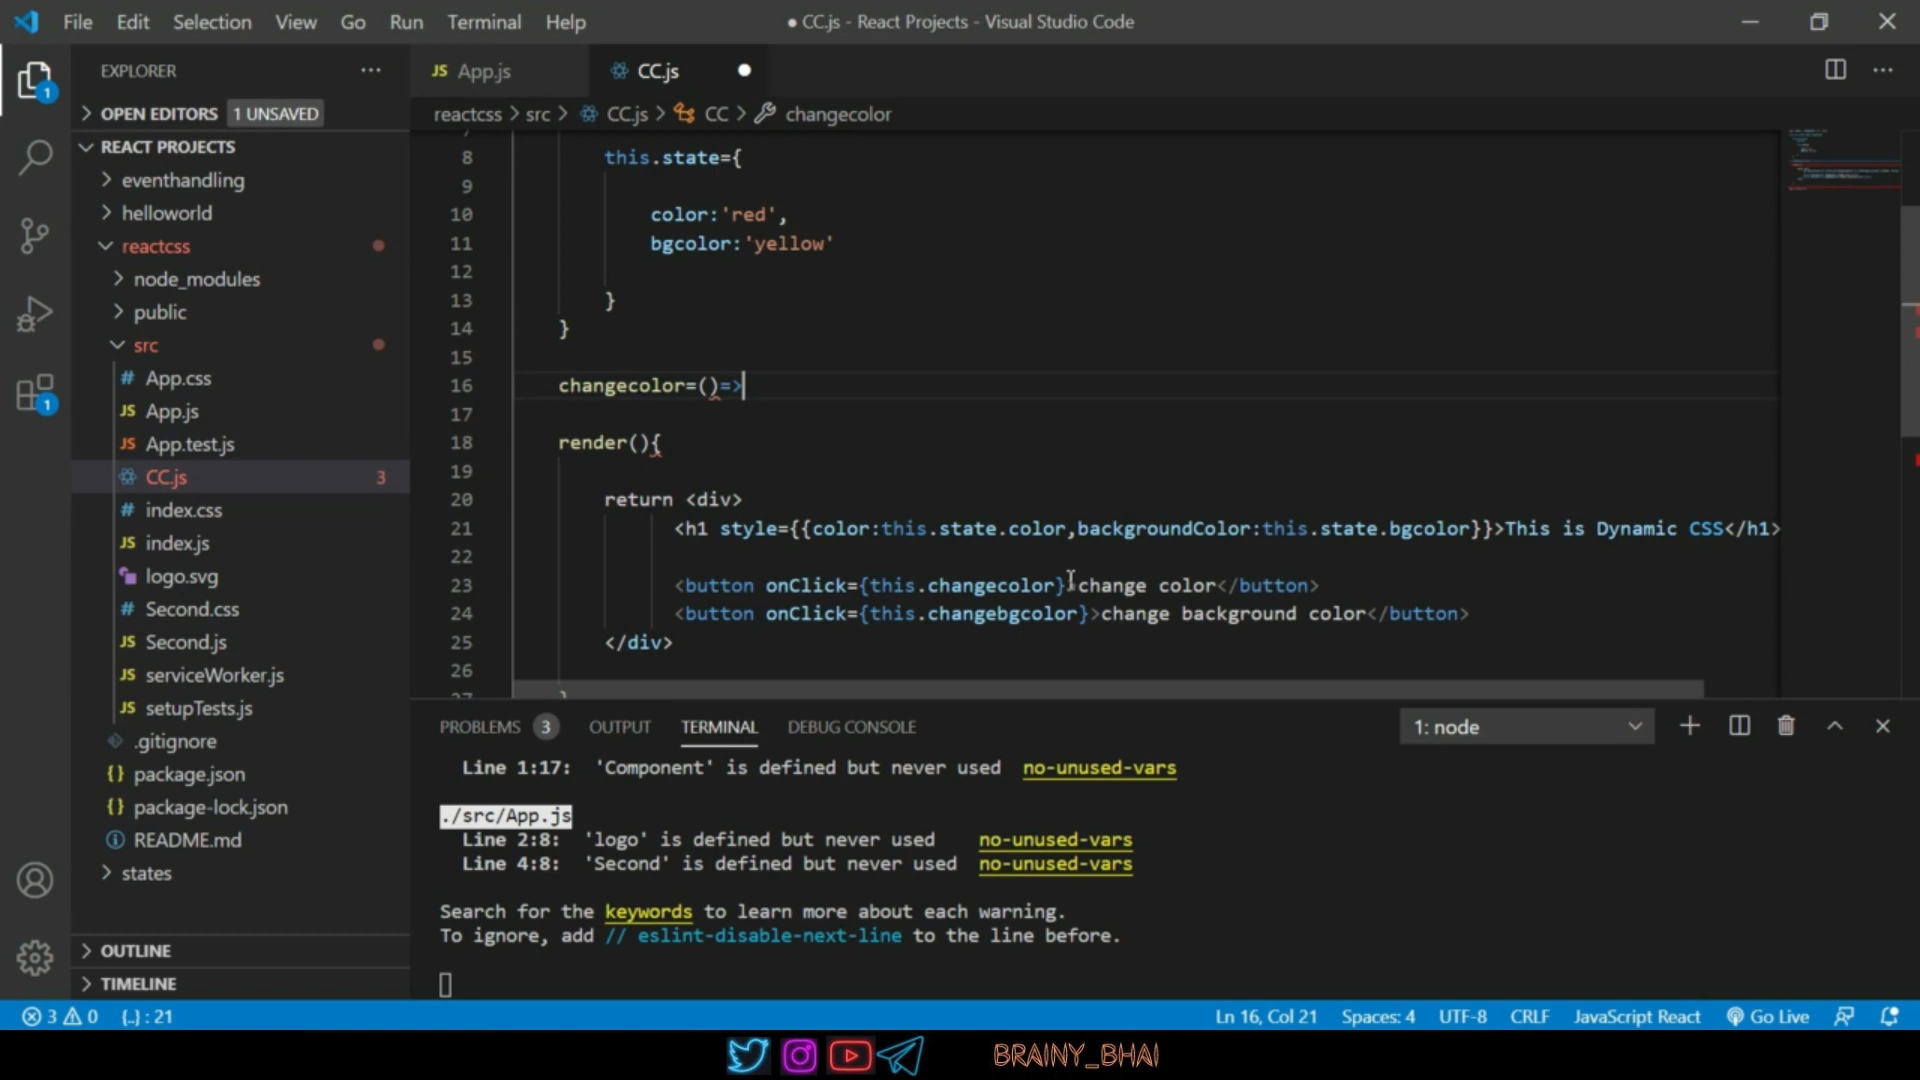 File Edit Selection View Go Run Terminal Help
● CC.js - React Projects - Visual Studio Code
EXPLORER
OPEN EDITORS 1 UNSAVED
REACT PROJECTS
eventhandling
helloworld
reactcss
node_modules
public
src
# App.css
JS App.js
JS App.test.js
CC.js 3
# index.css
JS index.js
logo.svg
# Second.css
JS Second.js
JS serviceWorker.js
JS setupTests.js
.gitignore
{} package.json
{} package-lock.json
README.md
states
OUTLINE
TIMELINE
1
1
JS App.js
CC.js
reactcss > src > CC.js > CC > changecolor
8 this.state={
9
10 color:'red',
11 bgcolor:'yellow'
12
13 }
14 }
15
16 changecolor=()=>
17
18 render(){
19
20 return <div>
21 <h1 style={{color:this.state.color,backgroundColor:this.state.bgcolor}}>This is Dynamic CSS</h1>
22
23 <button onClick={this.changecolor}>change color</button>
24 <button onClick={this.changebgcolor}>change background color</button>
25 </div>
26
PROBLEMS 3 OUTPUT TERMINAL DEBUG CONSOLE
1: node
Line 1:17: 'Component' is defined but never used no-unused-vars
./src/App.js
Line 2:8: 'logo' is defined but never used no-unused-vars
Line 4:8: 'Second' is defined but never used no-unused-vars
Search for the keywords to learn more about each warning.
To ignore, add // eslint-disable-next-line to the line before.
3 0 {..} : 21
Ln 16, Col 21 Spaces: 4 UTF-8 CRLF JavaScript React Go Live
BRAINY_BHAI